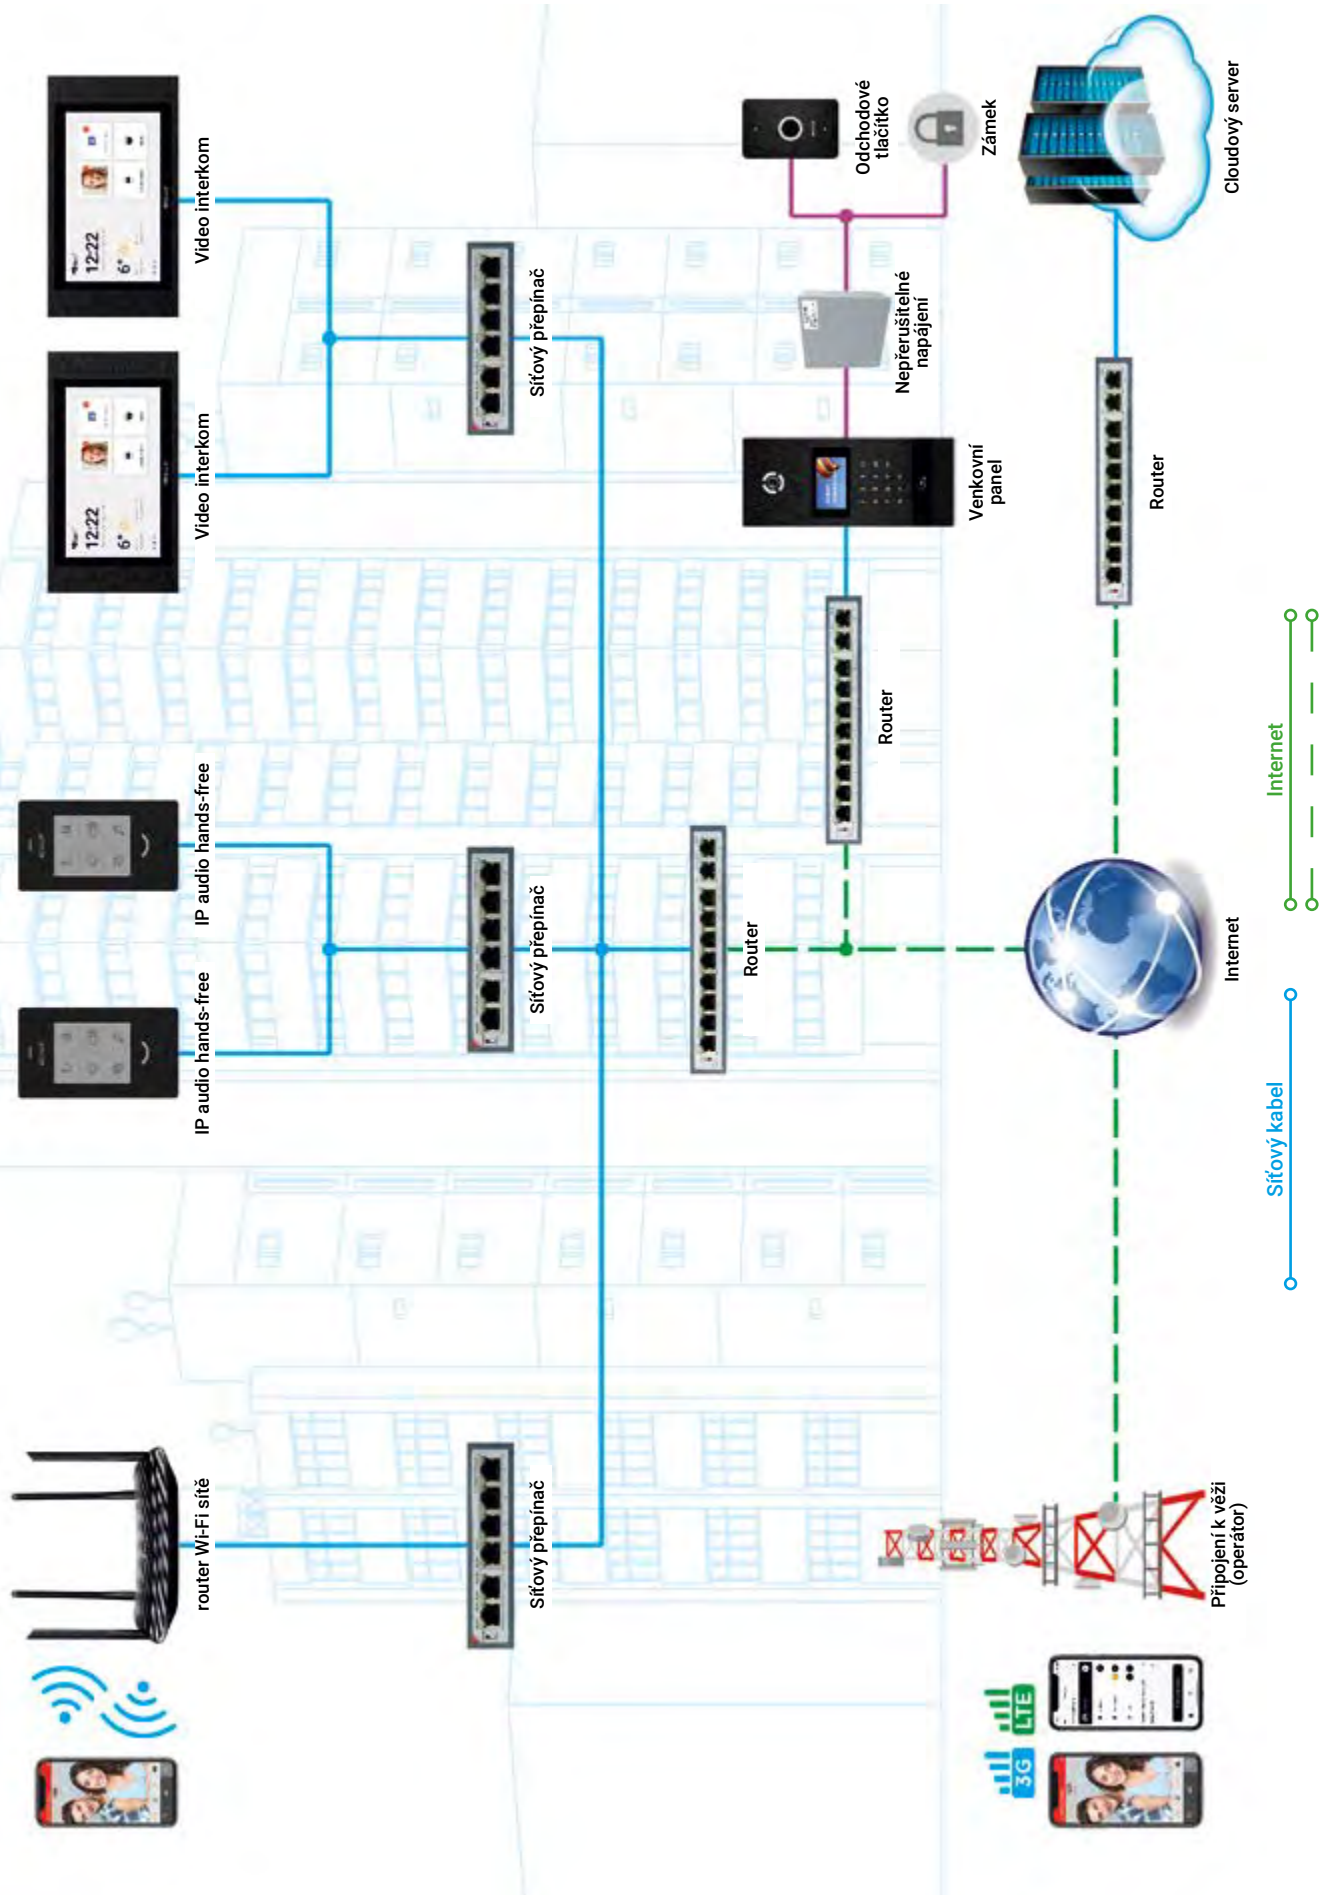 12:22
6°
12:22
6°
router Wi-Fi sítě
IP audio hands-free
IP audio hands-free
Video interkom
Video interkom
Síťový přepínač
Síťový přepínač
Síťový přepínač
Router
Router
Odchodové
tlačítko
Nepřerušitelné
napájení
Venkovní
panel
Zámek
3G
LTE
Router
Připojení k věži
(operátor)
Internet
Cloudový server
Síťový kabel
Internet